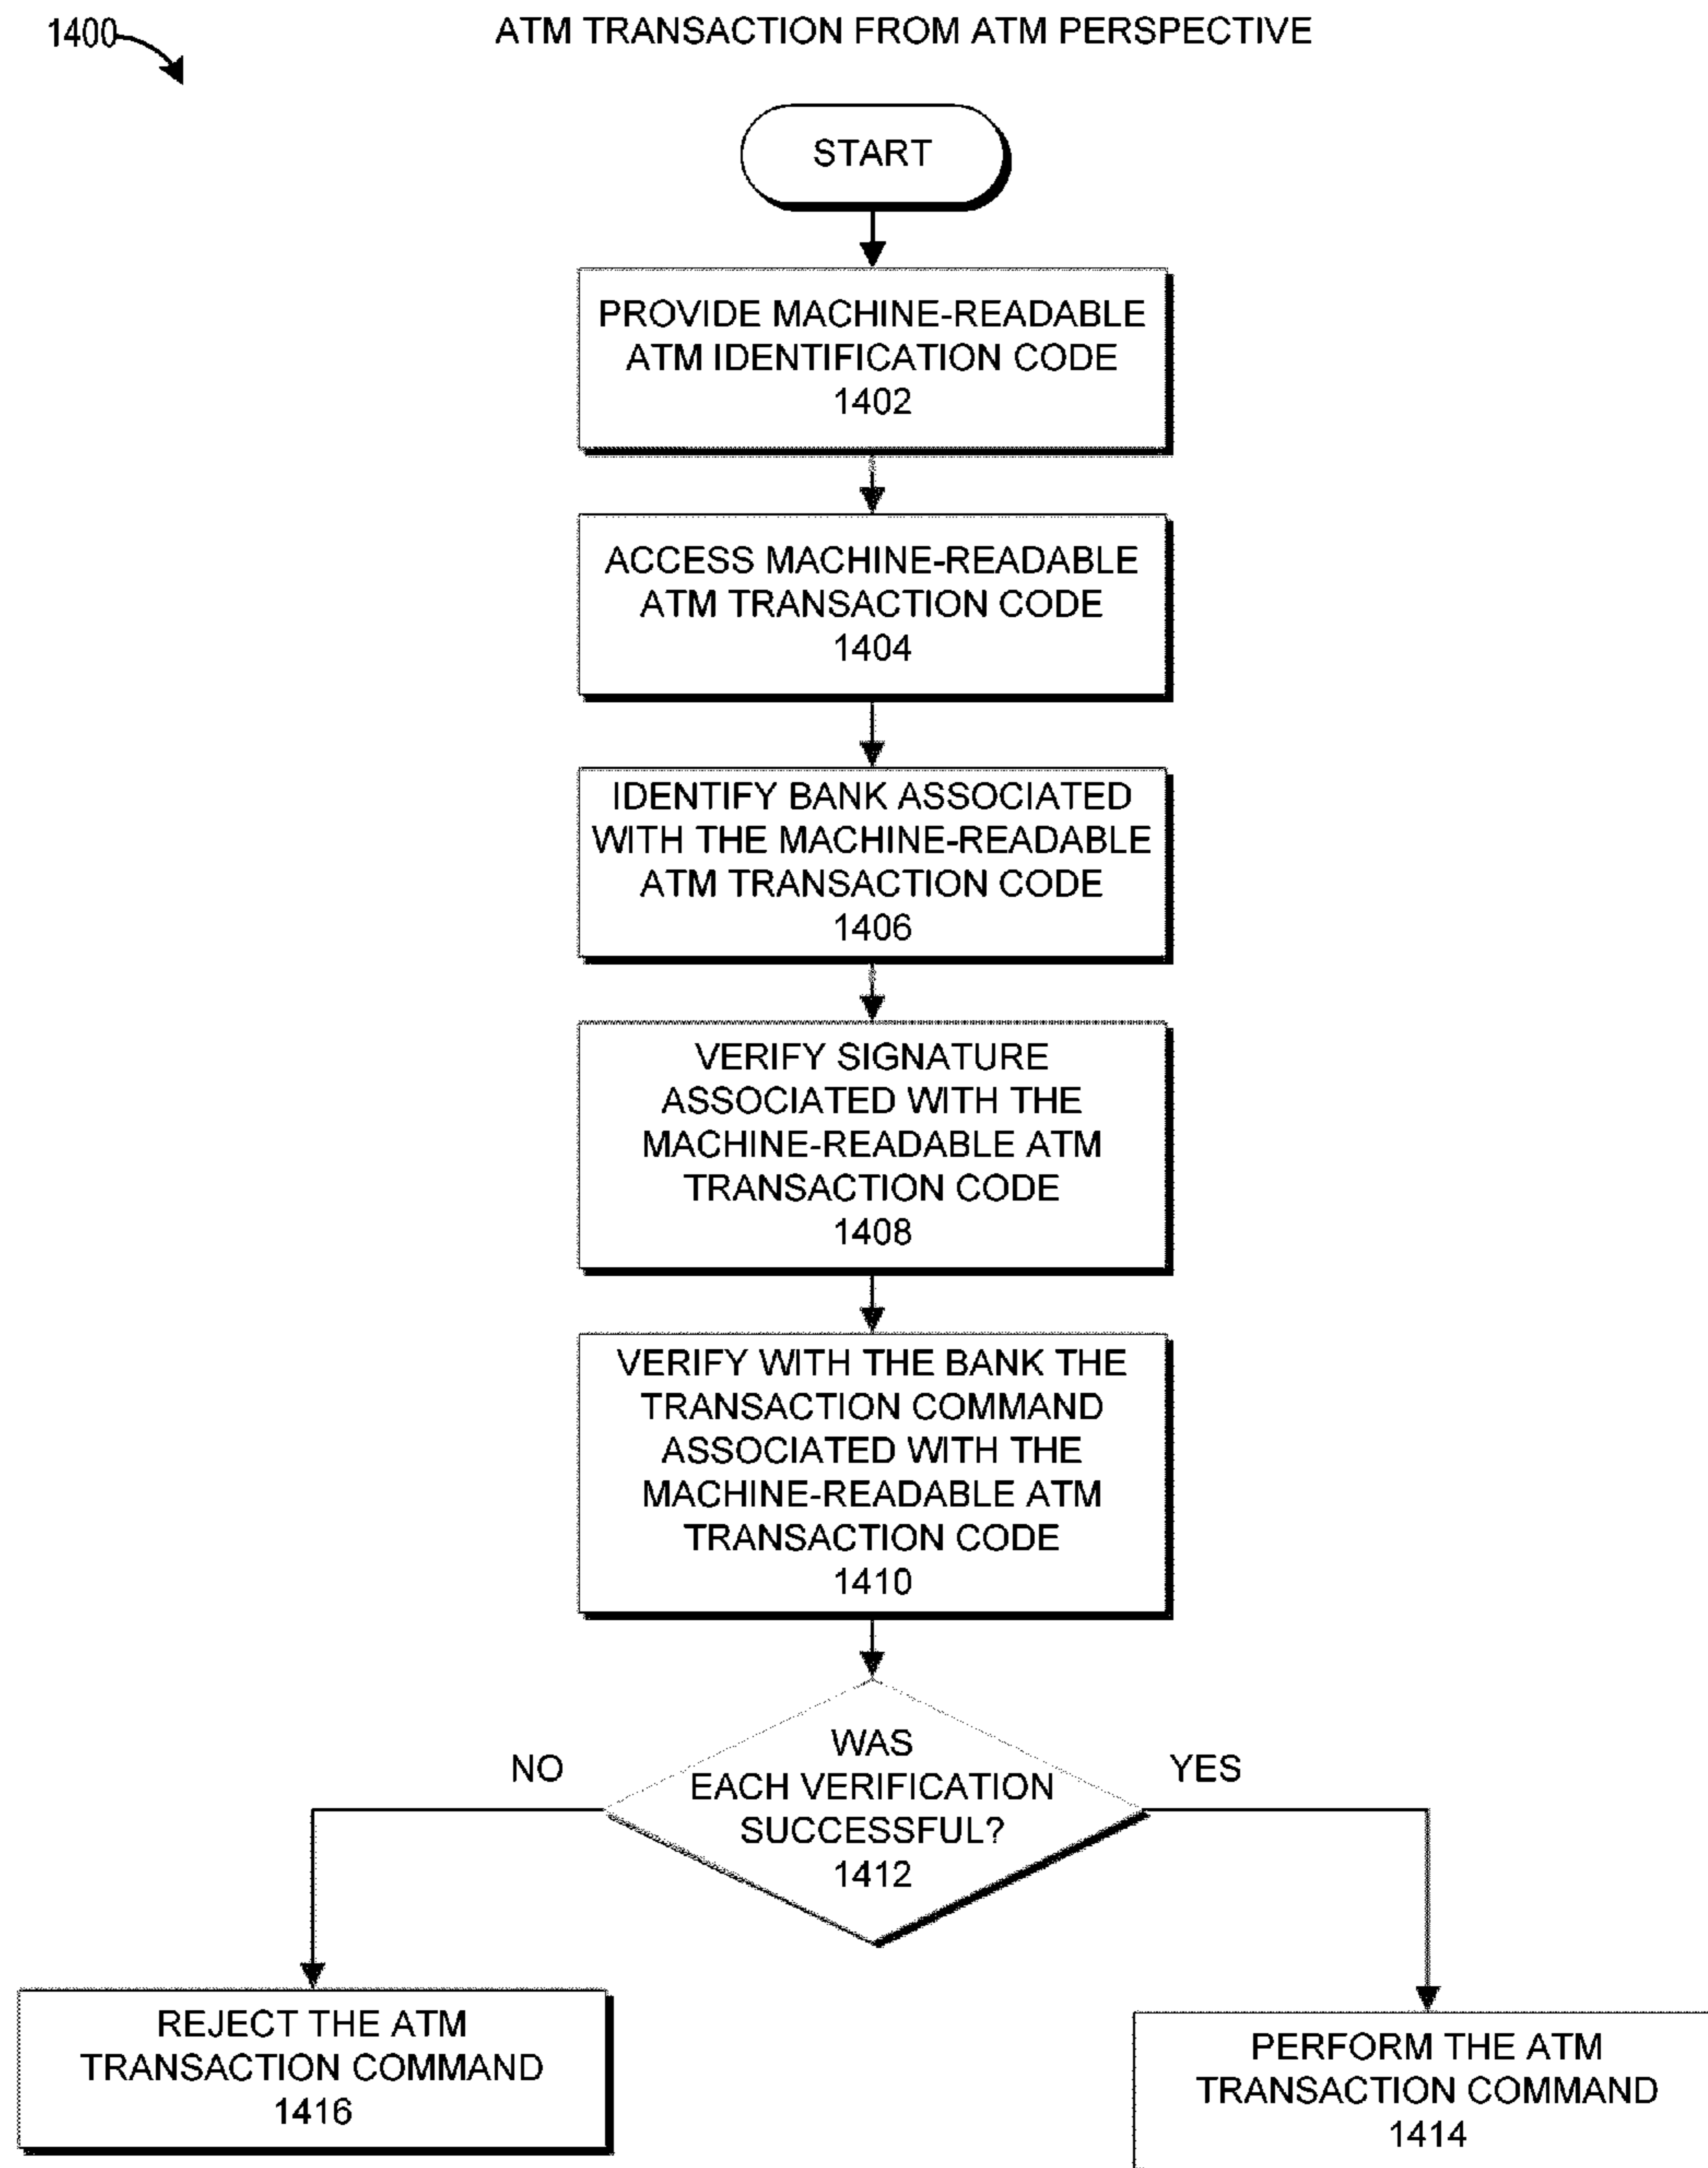 1400
ATM TRANSACTION FROM ATM PERSPECTIVE
START
PROVIDE MACHINE-READABLE
ATM IDENTIFICATION CODE
1402
ACCESS MACHINE-READABLE
ATM TRANSACTION CODE
1404
IDENTIFY BANK ASSOCIATED
WITH THE MACHINE-READABLE
ATM TRANSACTION CODE
1406
VERIFY SIGNATURE
ASSOCIATED WITH THE
MACHINE-READABLE ATM
TRANSACTION CODE
1408
VERIFY WITH THE BANK THE
TRANSACTION COMMAND
ASSOCIATED WITH THE
MACHINE-READABLE ATM
TRANSACTION CODE
1410
WAS
EACH VERIFICATION
SUCCESSFUL?
1412
NO
YES
REJECT THE ATM
TRANSACTION COMMAND
1416
PERFORM THE ATM
TRANSACTION COMMAND
1414